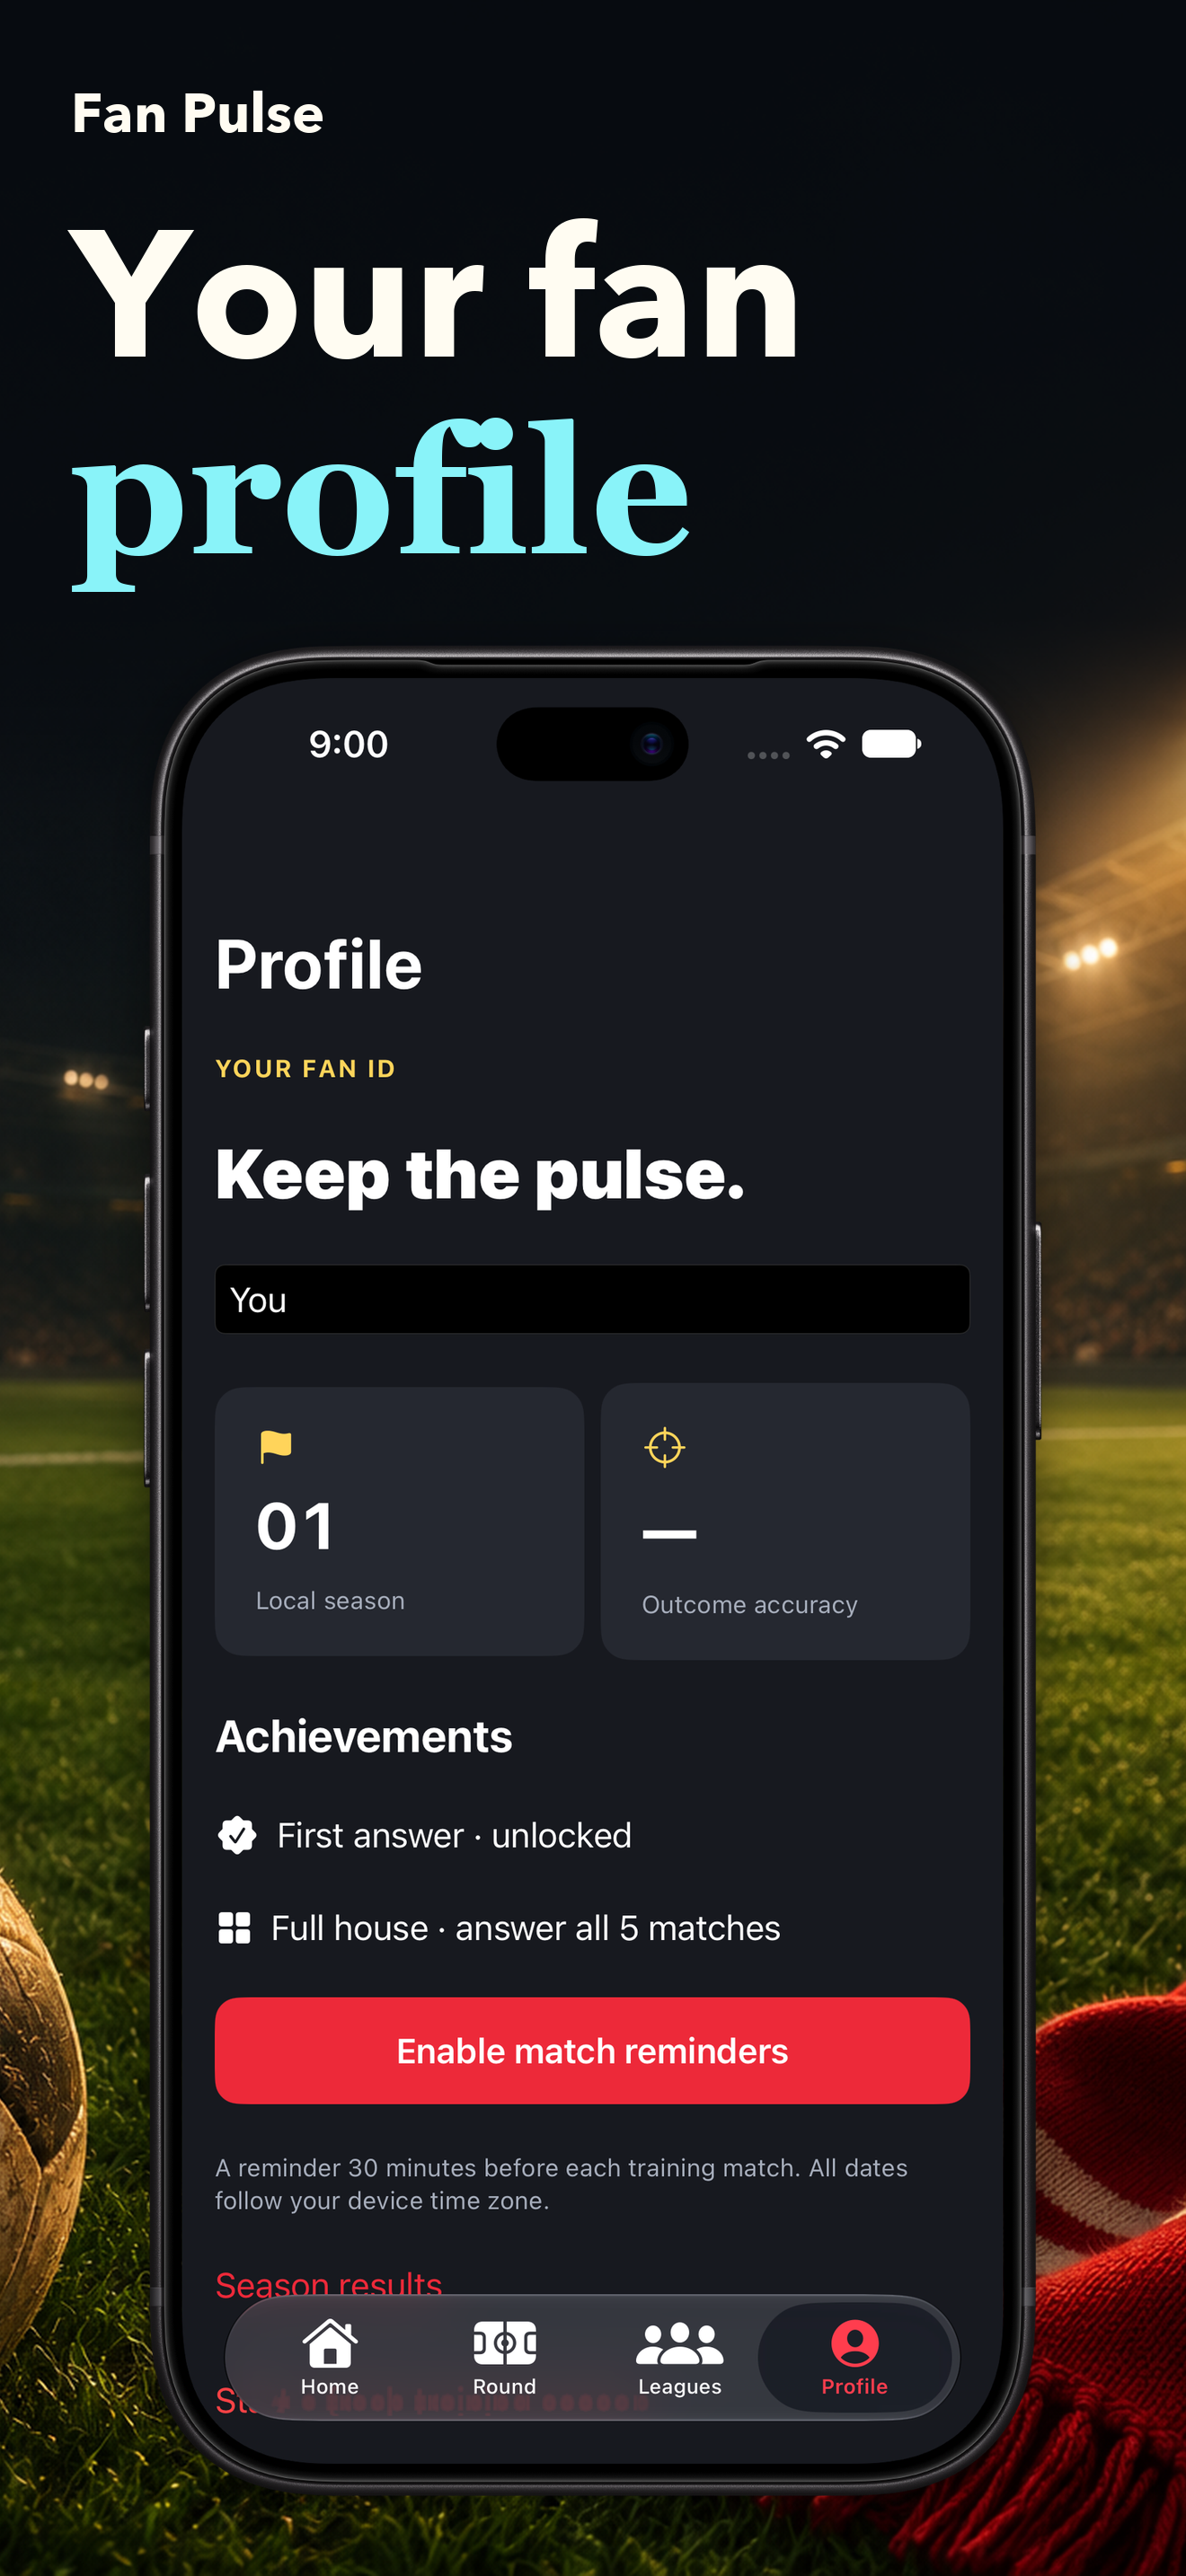 Fan Pulse
Your fan
profile
9:00
Profile
YOUR FAN ID
Keep the pulse.
You
01
—
Local season
Outcome accuracy
Achievements
First answer · unlocked
Full house · answer all 5 matches
Enable match reminders
A reminder 30 minutes before each training match. All dates
follow your device time zone.
Season results
Home
Round
Leagues
Profile